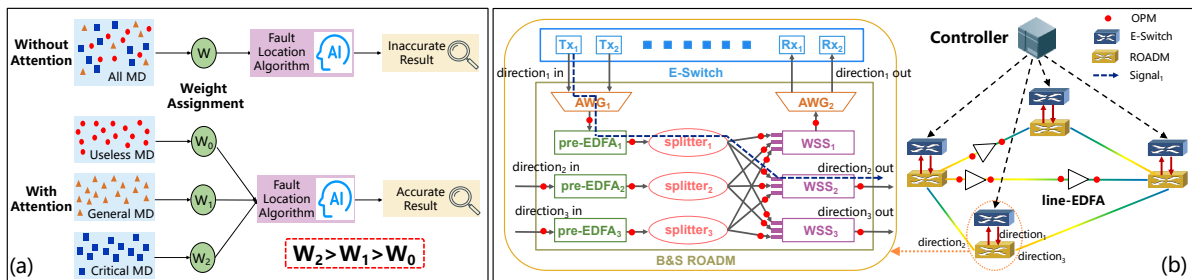 Without
Attention
All MD
W
Fault
Location
Algorithm
AI
Inaccurate
Result
Weight
Assignment
With
Attention
Useless MD
W0
General MD
W1
Critical MD
W2
Fault
Location
Algorithm
AI
Accurate
Result
W2>W1>W0
(a)
Tx1
Tx2
Rx1
Rx2
E-Switch
direction1 in
direction1 out
AWG1
AWG2
pre-EDFA1
splitter1
WSS1
direction2 in
direction2 out
pre-EDFA2
splitter2
WSS2
direction3 in
direction3 out
pre-EDFA3
splitter3
WSS3
B&S ROADM
Controller
OPM
E-Switch
ROADM
Signal1
line-EDFA
direction1
direction2
direction3
(b)